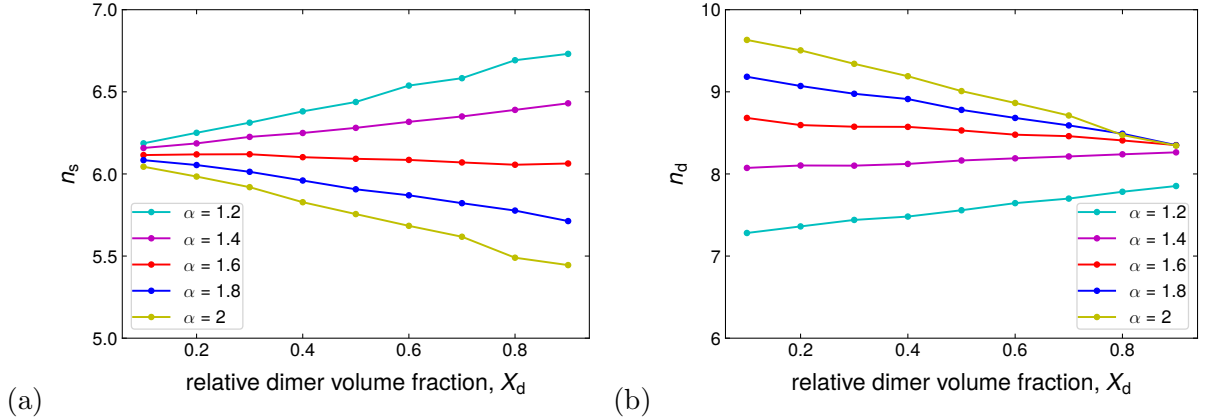 7.0
6.5
6.0
5.5
5.0
n_s
α = 1.2
α = 1.4
α = 1.6
α = 1.8
α = 2
0.2 0.4 0.6 0.8
relative dimer volume fraction, X_d
(a)
10
9
8
7
6
n_d
α = 1.2
α = 1.4
α = 1.6
α = 1.8
α = 2
0.2 0.4 0.6 0.8
relative dimer volume fraction, X_d
(b)